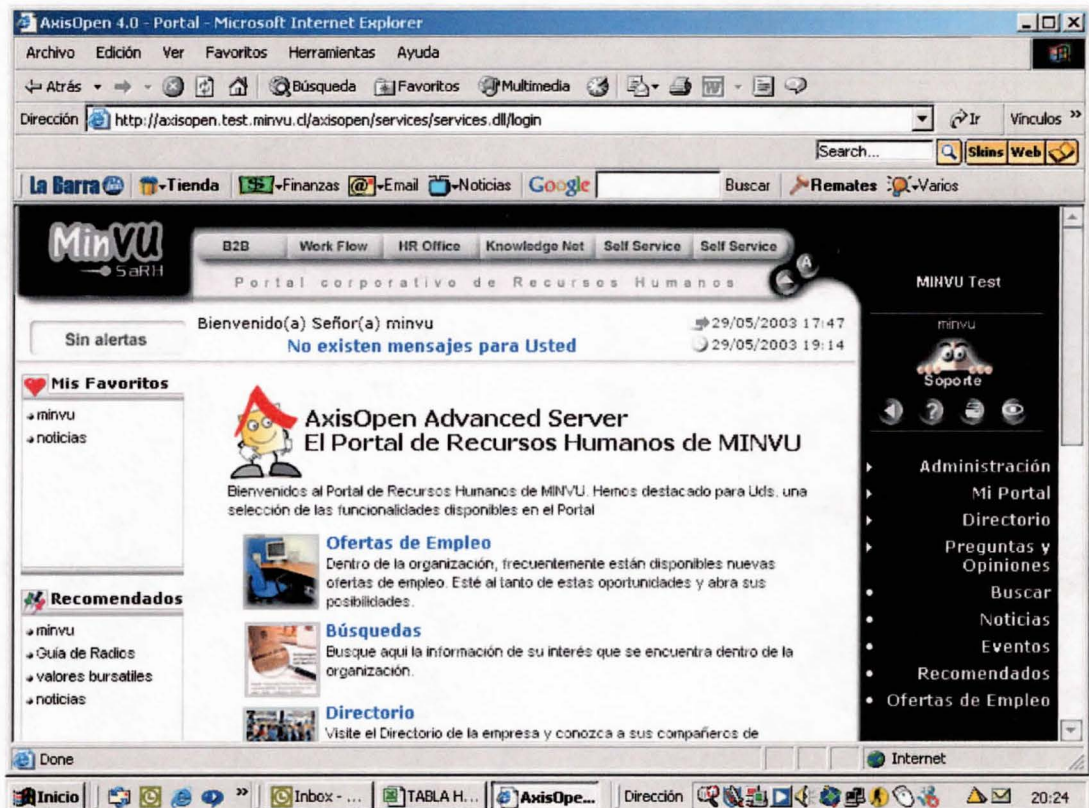 AxisOpen 4.0 - Portal - Microsoft Internet Explorer
Archivo Edición Ver Favoritos Herramientas Ayuda
Atrás Búsqueda Favoritos Multimedia
Dirección http://axisopen.test.minvu.cl/axisopen/services/services.dll/login Ir Vínculos »
Search... Skins Web
La Barra Tienda Finanzas Email Noticias Google Buscar Remates Varios
MinVU
SaRH
B2B Work Flow HR Office Knowledge Net Self Service Self Service
Portal corporativo de Recursos Humanos
MINVU Test
Sin alertas
Bienvenido(a) Señor(a) minvu
No existen mensajes para Usted
29/05/2003 17:47
29/05/2003 19:14
minvu
Soporte
Mis Favoritos
minvu
noticias
Recomendados
minvu
Guia de Radios
valores bursatiles
noticias
AxisOpen Advanced Server
El Portal de Recursos Humanos de MINVU
Bienvenidos al Portal de Recursos Humanos de MINVU. Hemos destacado para Uds. una
selección de las funcionalidades disponibles en el Portal
Ofertas de Empleo
Dentro de la organización, frecuentemente están disponibles nuevas
ofertas de empleo. Esté al tanto de estas oportunidades y abra sus
posibilidades.
Búsquedas
Busque aquí la información de su interés que se encuentra dentro de la
organización.
Directorio
Visite el Directorio de la empresa y conozca a sus compañeros de
Administración
Mi Portal
Directorio
Preguntas y
Opiniones
Buscar
Noticias
Eventos
Recomendados
Ofertas de Empleo
Done Internet
Inicio » Inbox - ... TABLA H... AxisOpe... Dirección 20:24